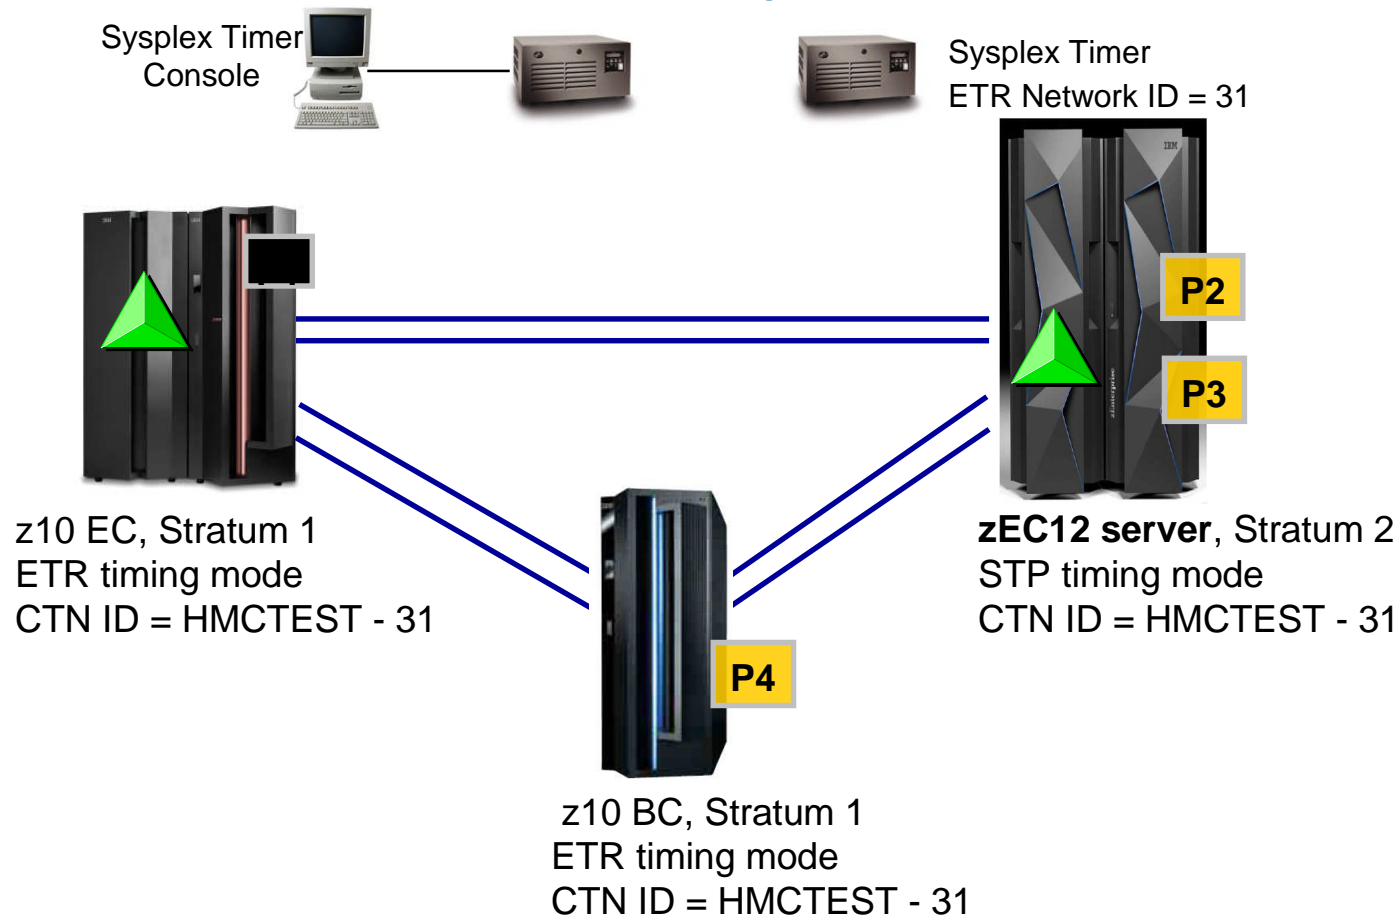 Sysplex Timer
Console
Sysplex Timer
ETR Network ID = 31
IBM
P2
P3
zEnterprise
z10 EC, Stratum 1
ETR timing mode
CTN ID = HMCTEST - 31
zEC12 server, Stratum 2
STP timing mode
CTN ID = HMCTEST - 31
P4
z10 BC, Stratum 1
ETR timing mode
CTN ID = HMCTEST - 31